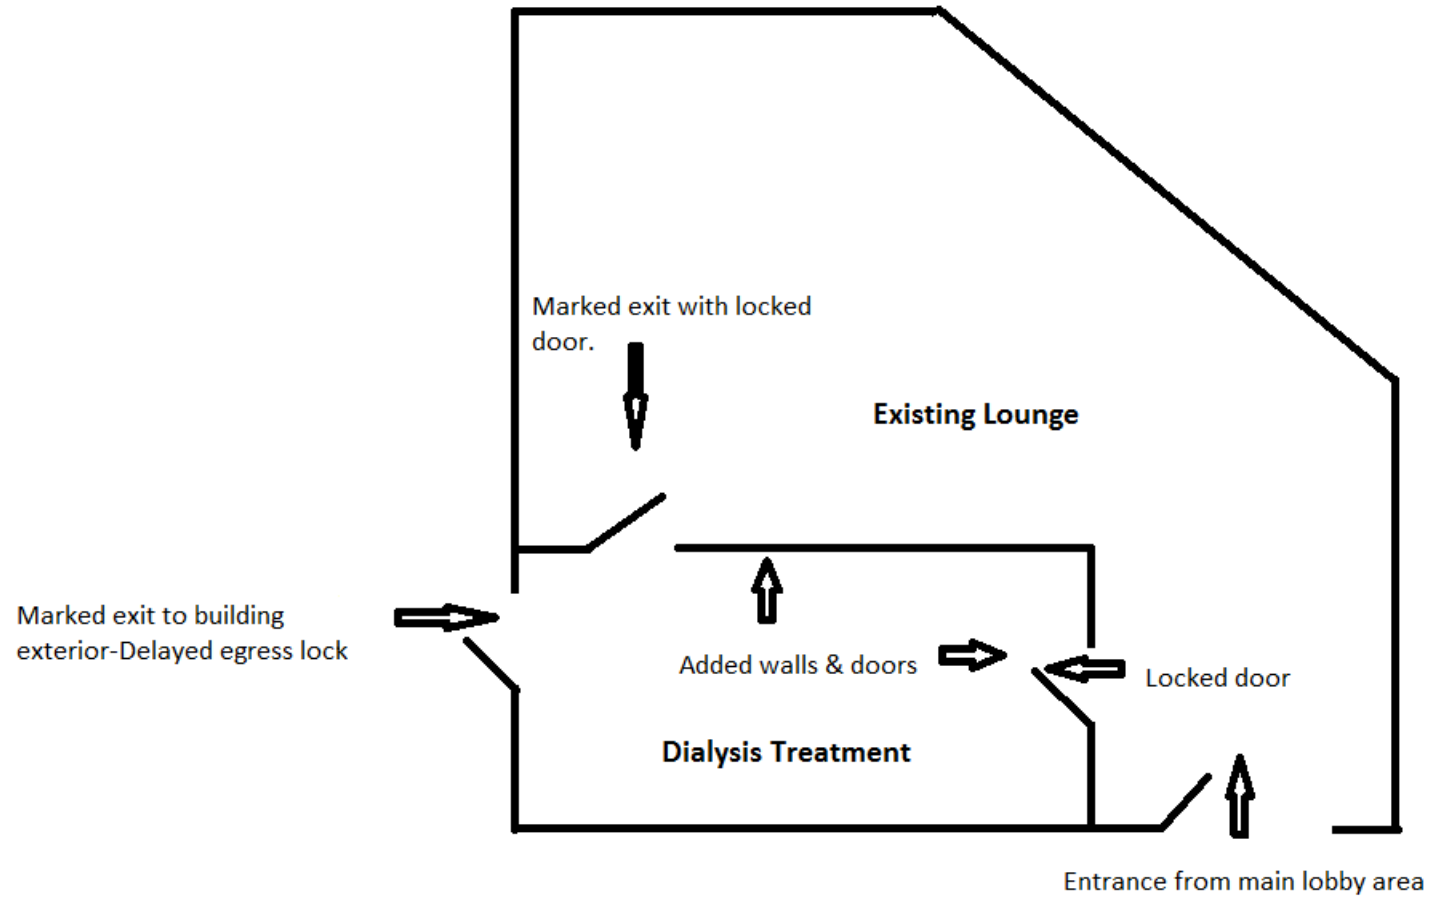 Marked exit with locked
door.
Existing Lounge
Marked exit to building
exterior-Delayed egress lock
Added walls & doors
Locked door
Dialysis Treatment
Entrance from main lobby area